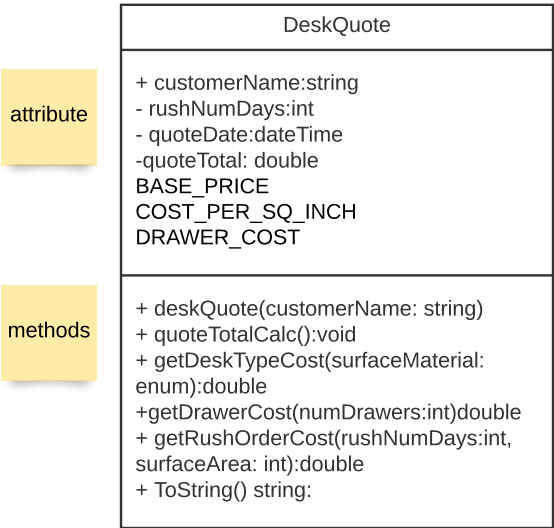 DeskQuote
attribute
+ customerName:string
- rushNumDays:int
- quoteDate:dateTime
-quoteTotal: double
BASE_PRICE
COST_PER_SQ_INCH
DRAWER_COST
methods
+ deskQuote(customerName: string)
+ quoteTotalCalc():void
+ getDeskTypeCost(surfaceMaterial:
enum):double
+getDrawerCost(numDrawers:int)double
+ getRushOrderCost(rushNumDays:int,
surfaceArea: int):double
+ ToString() string: